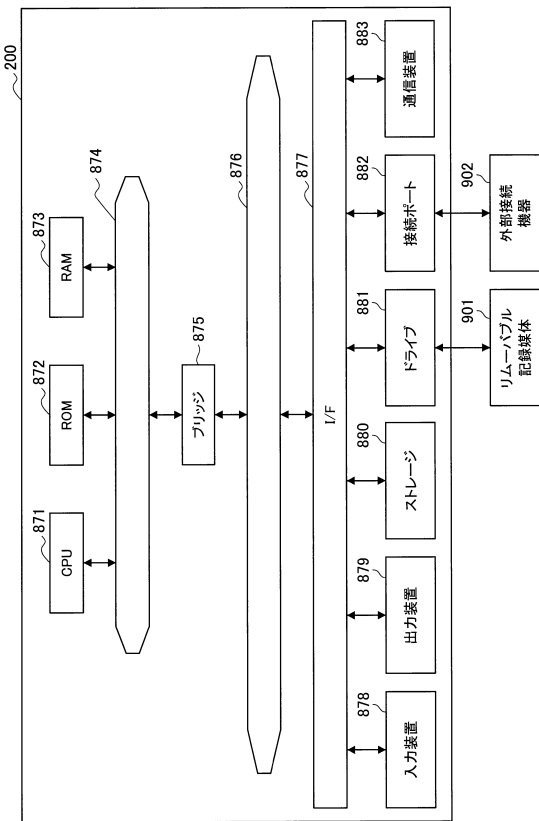 200
871
CPU
872
ROM
873
RAM
874
875
ブリッジ
876
877
I/F
878
入力装置
879
出力装置
880
ストレージ
881
ドライブ
882
接続ポート
883
通信装置
901
リムーバブル
記録媒体
902
外部接続
機器